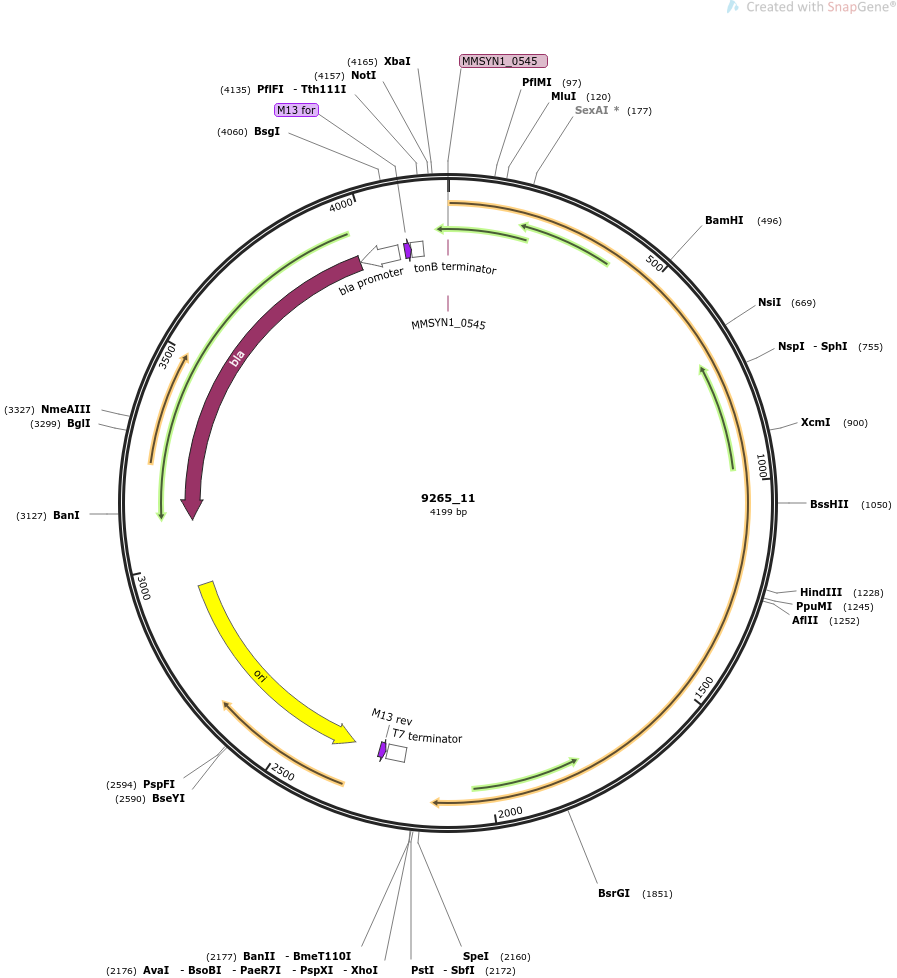 Created with SnapGene®
(4165) XbaI
MMSYN1_0545
(4157) NotI
PflMI (97)
(4135) PflFI - Tth111I
MluI (120)
M13 for
SexAI * (177)
(4060) BsgI
4000
BamHI (496)
500
bla promoter
tonB terminator
NsiI (669)
MMSYN1_0545
NspI - SphI (755)
3500
bla
(3327) NmeAIII
(3299) BglI
XcmI (900)
1000
9265_11
4199 bp
BssHII (1050)
(3127) BanI
3000
HindIII (1228)
PpuMI (1245)
AflII (1252)
ori
1500
M13 rev
T7 terminator
2500
(2594) PspFI
(2590) BseYI
2000
BsrGI (1851)
(2177) BanII - BmeT110I
SpeI (2160)
(2176) AvaI - BsoBI - PaeR7I - PspXI - XhoI
PstI - SbfI (2172)